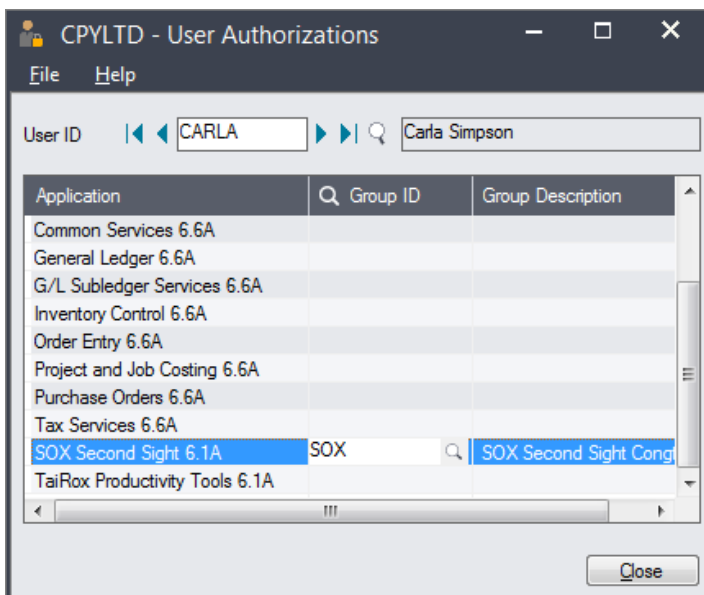 CPYLTD - User Authorizations
File Help
User ID CARLA Carla Simpson
Application Group ID Group Description
Common Services 6.6A
General Ledger 6.6A
G/L Subledger Services 6.6A
Inventory Control 6.6A
Order Entry 6.6A
Project and Job Costing 6.6A
Purchase Orders 6.6A
Tax Services 6.6A
SOX Second Sight 6.1A SOX SOX Second Sight
TaiRox Productivity Tools 6.1A
Close